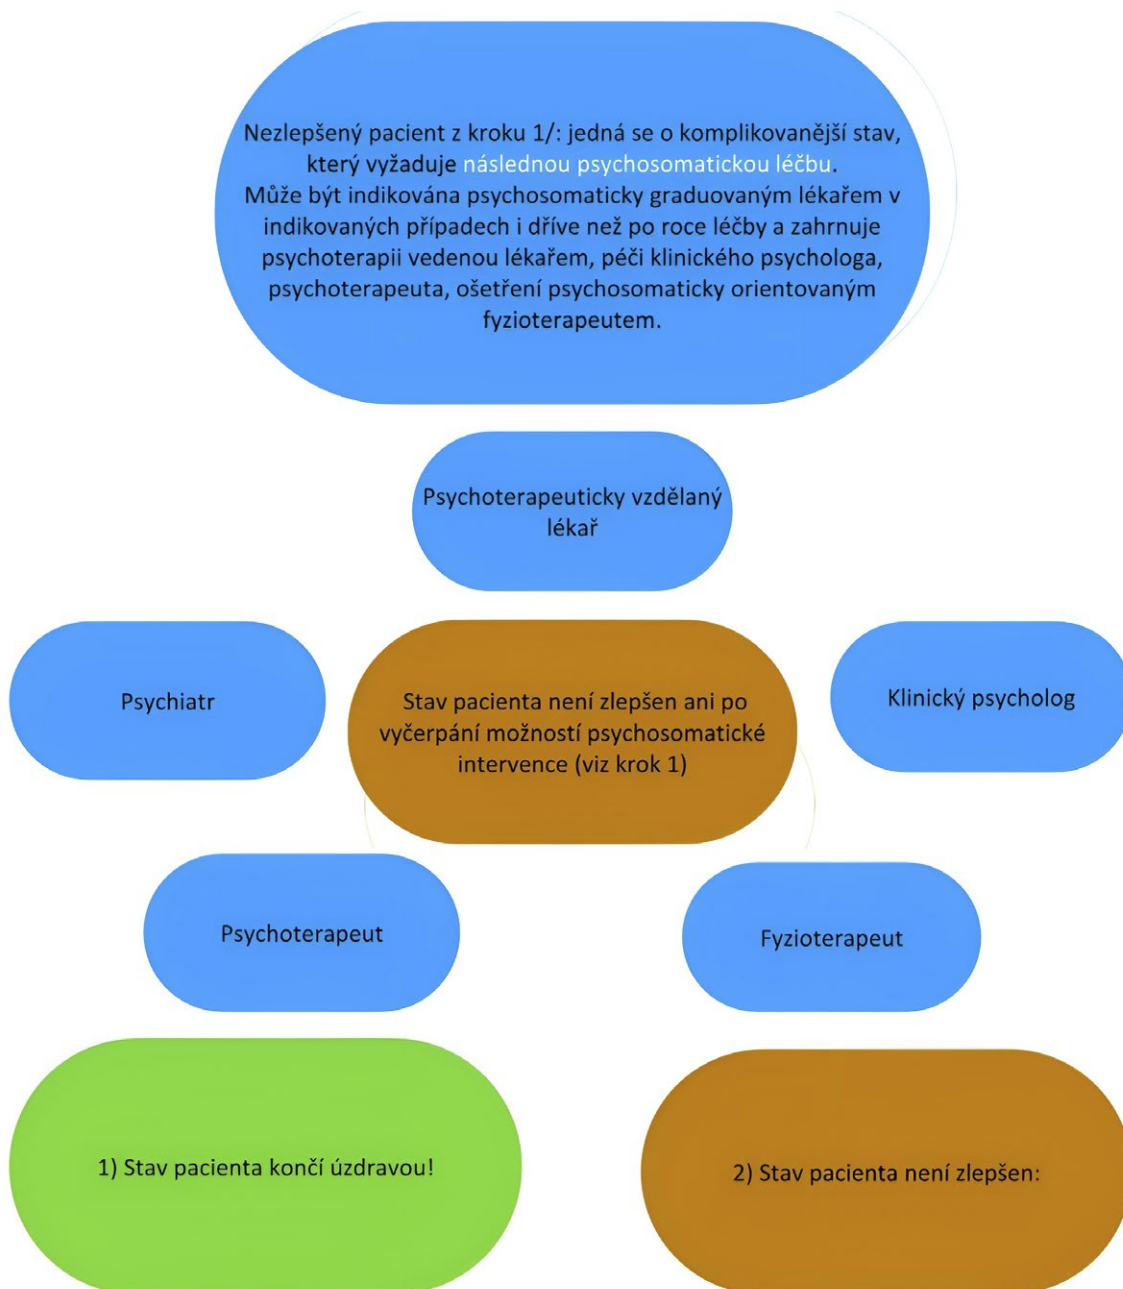 Nezlepšený pacient z kroku 1/: jedná se o komplikovanější stav,
který vyžaduje následnou psychosomatickou léčbu.
Může být indikována psychosomaticky graduovaným lékařem v
indikovaných případech i dříve než po roce léčby a zahrnuje
psychoterapii vedenou lékařem, péči klinického psychologa,
psychoterapeuta, ošetření psychosomaticky orientovaným
fyzioterapeutem.
Psychoterapeuticky vzdělaný
lékař
Psychiatr
Stav pacienta není zlepšen ani po
vyčerpání možností psychosomatické
intervence (viz krok 1)
Klinický psycholog
Psychoterapeut
Fyzioterapeut
1) Stav pacienta končí úzdravou!
2) Stav pacienta není zlepšen: